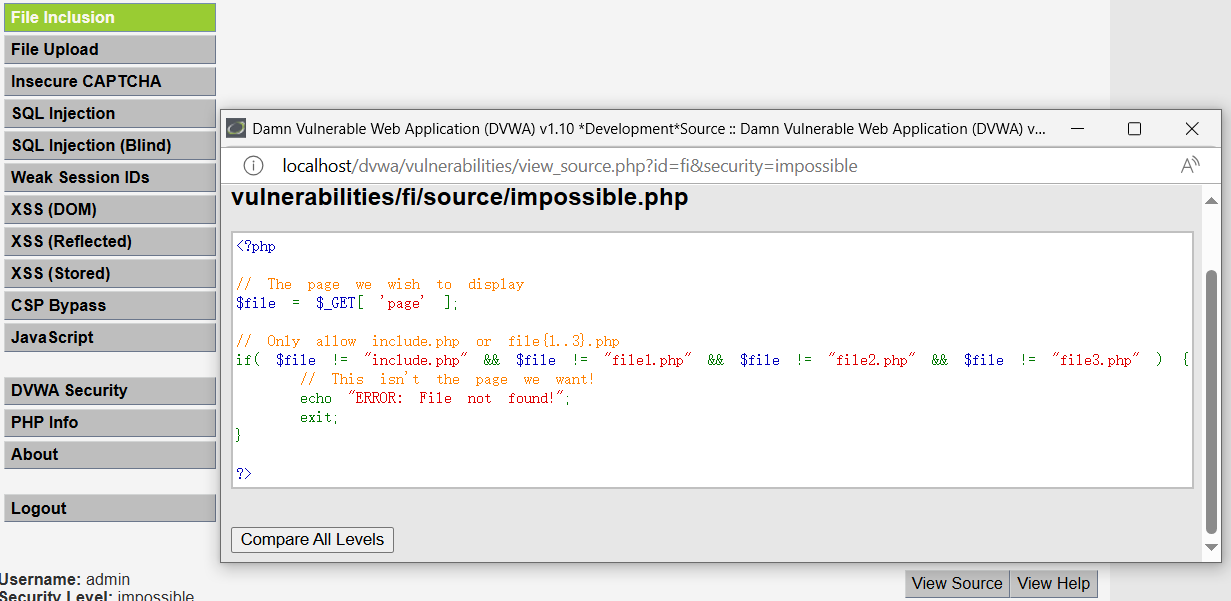 File Inclusion
File Upload
Insecure CAPTCHA
SQL Injection
SQL Injection (Blind)
Weak Session IDs
XSS (DOM)
XSS (Reflected)
XSS (Stored)
CSP Bypass
JavaScript
DVWA Security
PHP Info
About
Logout
Username: admin
Security Level: impossible
Damn Vulnerable Web Application (DVWA) v1.10 *Development*Source :: Damn Vulnerable Web Application (DVWA) v...
localhost/dvwa/vulnerabilities/view_source.php?id=fi&security=impossible
vulnerabilities/fi/source/impossible.php
<?php
// The page we wish to display
$file = $_GET[ 'page' ];
// Only allow include.php or file{1..3}.php
if( $file != "include.php" && $file != "file1.php" && $file != "file2.php" && $file != "file3.php" ) {
// This isn't the page we want!
echo "ERROR: File not found!";
exit;
}
?>
Compare All Levels
View Source
View Help